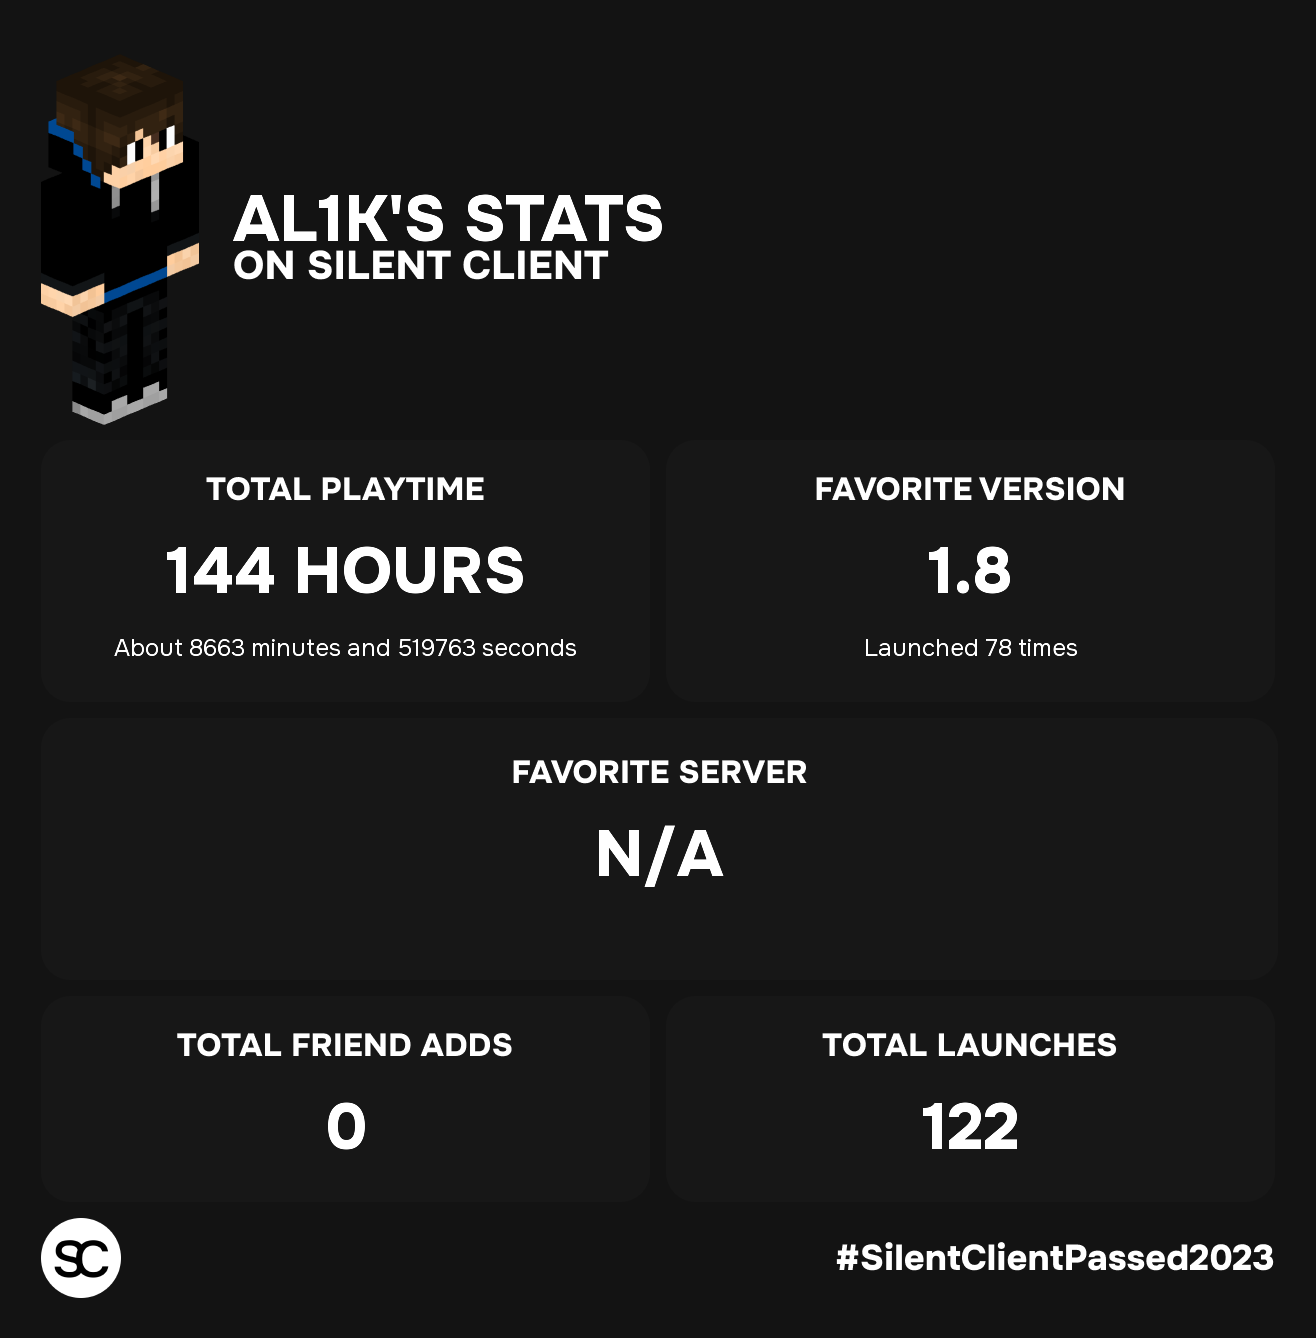 AL1K'S STATS
ON SILENT CLIENT
TOTAL PLAYTIME
144 HOURS
About 8663 minutes and 519763 seconds
FAVORITE VERSION
1.8
Launched 78 times
FAVORITE SERVER
N/A
TOTAL FRIEND ADDS
0
TOTAL LAUNCHES
122
SC
#SilentClientPassed2023